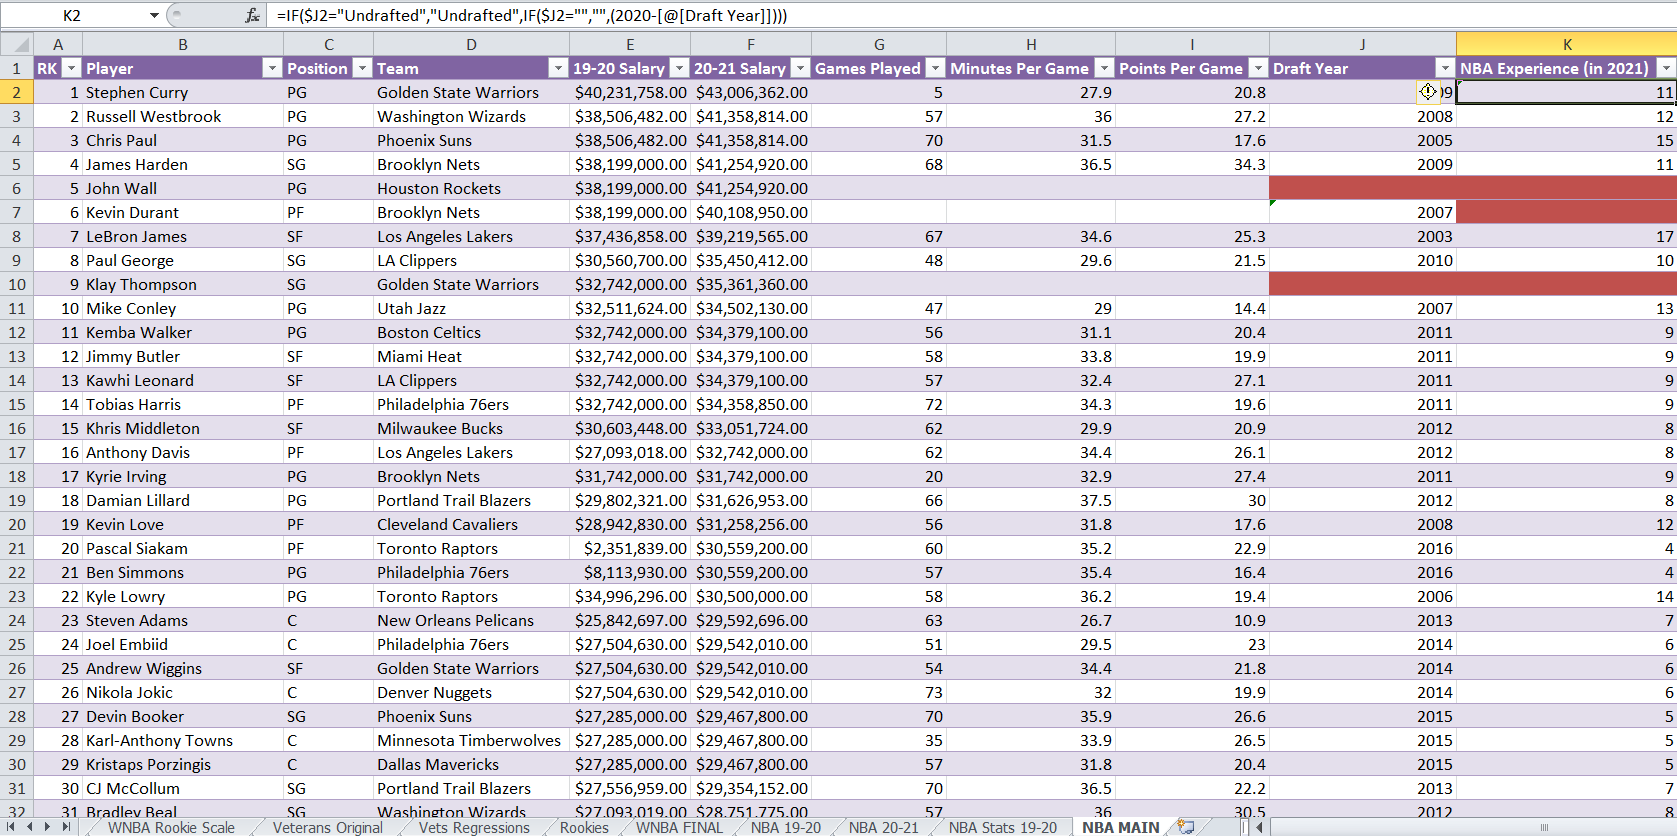 K2 fx =IF($J2="Undrafted","Undrafted",IF($J2="","",(2020-[@[Draft Year]])))
A B C D E F G H I J K
1 RK Player Position Team 19-20 Salary 20-21 Salary Games Played Minutes Per Game Points Per Game Draft Year NBA Experience (in 2021)
2 1 Stephen Curry PG Golden State Warriors $40,231,758.00 $43,006,362.00 5 27.9 20.8 09 11
3 2 Russell Westbrook PG Washington Wizards $38,506,482.00 $41,358,814.00 57 36 27.2 2008 12
4 3 Chris Paul PG Phoenix Suns $38,506,482.00 $41,358,814.00 70 31.5 17.6 2005 15
5 4 James Harden SG Brooklyn Nets $38,199,000.00 $41,254,920.00 68 36.5 34.3 2009 11
6 5 John Wall PG Houston Rockets $38,199,000.00 $41,254,920.00
7 6 Kevin Durant PF Brooklyn Nets $38,199,000.00 $40,108,950.00 2007
8 7 LeBron James SF Los Angeles Lakers $37,436,858.00 $39,219,565.00 67 34.6 25.3 2003 17
9 8 Paul George SG LA Clippers $30,560,700.00 $35,450,412.00 48 29.6 21.5 2010 10
10 9 Klay Thompson SG Golden State Warriors $32,742,000.00 $35,361,360.00
11 10 Mike Conley PG Utah Jazz $32,511,624.00 $34,502,130.00 47 29 14.4 2007 13
12 11 Kemba Walker PG Boston Celtics $32,742,000.00 $34,379,100.00 56 31.1 20.4 2011 9
13 12 Jimmy Butler SF Miami Heat $32,742,000.00 $34,379,100.00 58 33.8 19.9 2011 9
14 13 Kawhi Leonard SF LA Clippers $32,742,000.00 $34,379,100.00 57 32.4 27.1 2011 9
15 14 Tobias Harris PF Philadelphia 76ers $32,742,000.00 $34,358,850.00 72 34.3 19.6 2011 9
16 15 Khris Middleton SF Milwaukee Bucks $30,603,448.00 $33,051,724.00 62 29.9 20.9 2012 8
17 16 Anthony Davis PF Los Angeles Lakers $27,093,018.00 $32,742,000.00 62 34.4 26.1 2012 8
18 17 Kyrie Irving PG Brooklyn Nets $31,742,000.00 $32,742,000.00 20 32.9 27.4 2011 9
19 18 Damian Lillard PG Portland Trail Blazers $29,802,321.00 $31,626,953.00 66 37.5 30 2012 8
20 19 Kevin Love PF Cleveland Cavaliers $28,942,830.00 $31,258,256.00 56 31.8 17.6 2008 12
21 20 Pascal Siakam PF Toronto Raptors $2,351,839.00 $30,559,200.00 60 35.2 22.9 2016 4
22 21 Ben Simmons PG Philadelphia 76ers $8,113,930.00 $30,559,200.00 57 35.4 16.4 2016 4
23 22 Kyle Lowry PG Toronto Raptors $34,996,296.00 $30,500,000.00 58 36.2 19.4 2006 14
24 23 Steven Adams C New Orleans Pelicans $25,842,697.00 $29,592,696.00 63 26.7 10.9 2013 7
25 24 Joel Embiid C Philadelphia 76ers $27,504,630.00 $29,542,010.00 51 29.5 23 2014 6
26 25 Andrew Wiggins SF Golden State Warriors $27,504,630.00 $29,542,010.00 54 34.4 21.8 2014 6
27 26 Nikola Jokic C Denver Nuggets $27,504,630.00 $29,542,010.00 73 32 19.9 2014 6
28 27 Devin Booker SG Phoenix Suns $27,285,000.00 $29,467,800.00 70 35.9 26.6 2015 5
29 28 Karl-Anthony Towns C Minnesota Timberwolves $27,285,000.00 $29,467,800.00 35 33.9 26.5 2015 5
30 29 Kristaps Porzingis C Dallas Mavericks $27,285,000.00 $29,467,800.00 57 31.8 20.4 2015 5
31 30 CJ McCollum SG Portland Trail Blazers $27,556,959.00 $29,354,152.00 70 36.5 22.2 2013 7
32 31 Bradley Beal SG Washington Wizards $27,093,019.00 $28,751,775.00 57 36 30.5 2012 8
WNBA Rookie Scale Veterans Original Vets Regressions Rookies WNBA FINAL NBA 19-20 NBA 20-21 NBA Stats 19-20 NBA MAIN